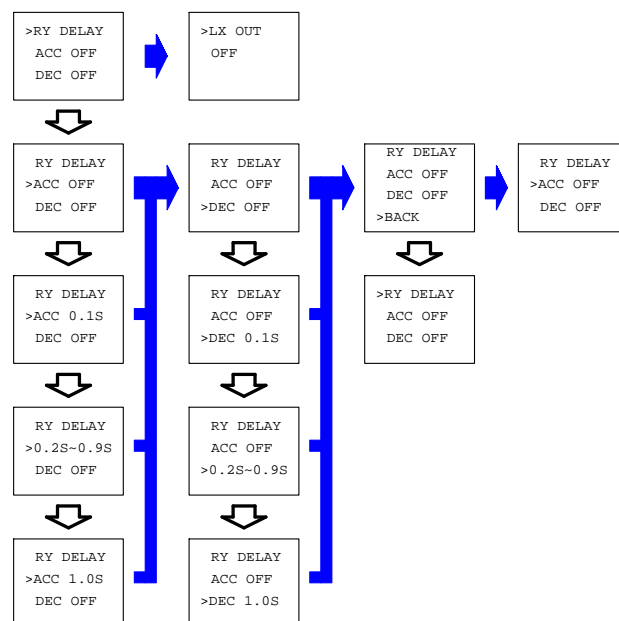 >RY DELAY
ACC OFF
DEC OFF
>LX OUT
OFF
RY DELAY
>ACC OFF
DEC OFF
RY DELAY
ACC OFF
>DEC OFF
RY DELAY
ACC OFF
DEC OFF
>BACK
RY DELAY
>ACC OFF
DEC OFF
RY DELAY
>ACC 0.1S
DEC OFF
RY DELAY
ACC OFF
>DEC 0.1S
>RY DELAY
ACC OFF
DEC OFF
RY DELAY
>0.2S~0.9S
DEC OFF
RY DELAY
ACC OFF
>0.2S~0.9S
RY DELAY
>ACC 1.0S
DEC OFF
RY DELAY
ACC OFF
>DEC 1.0S